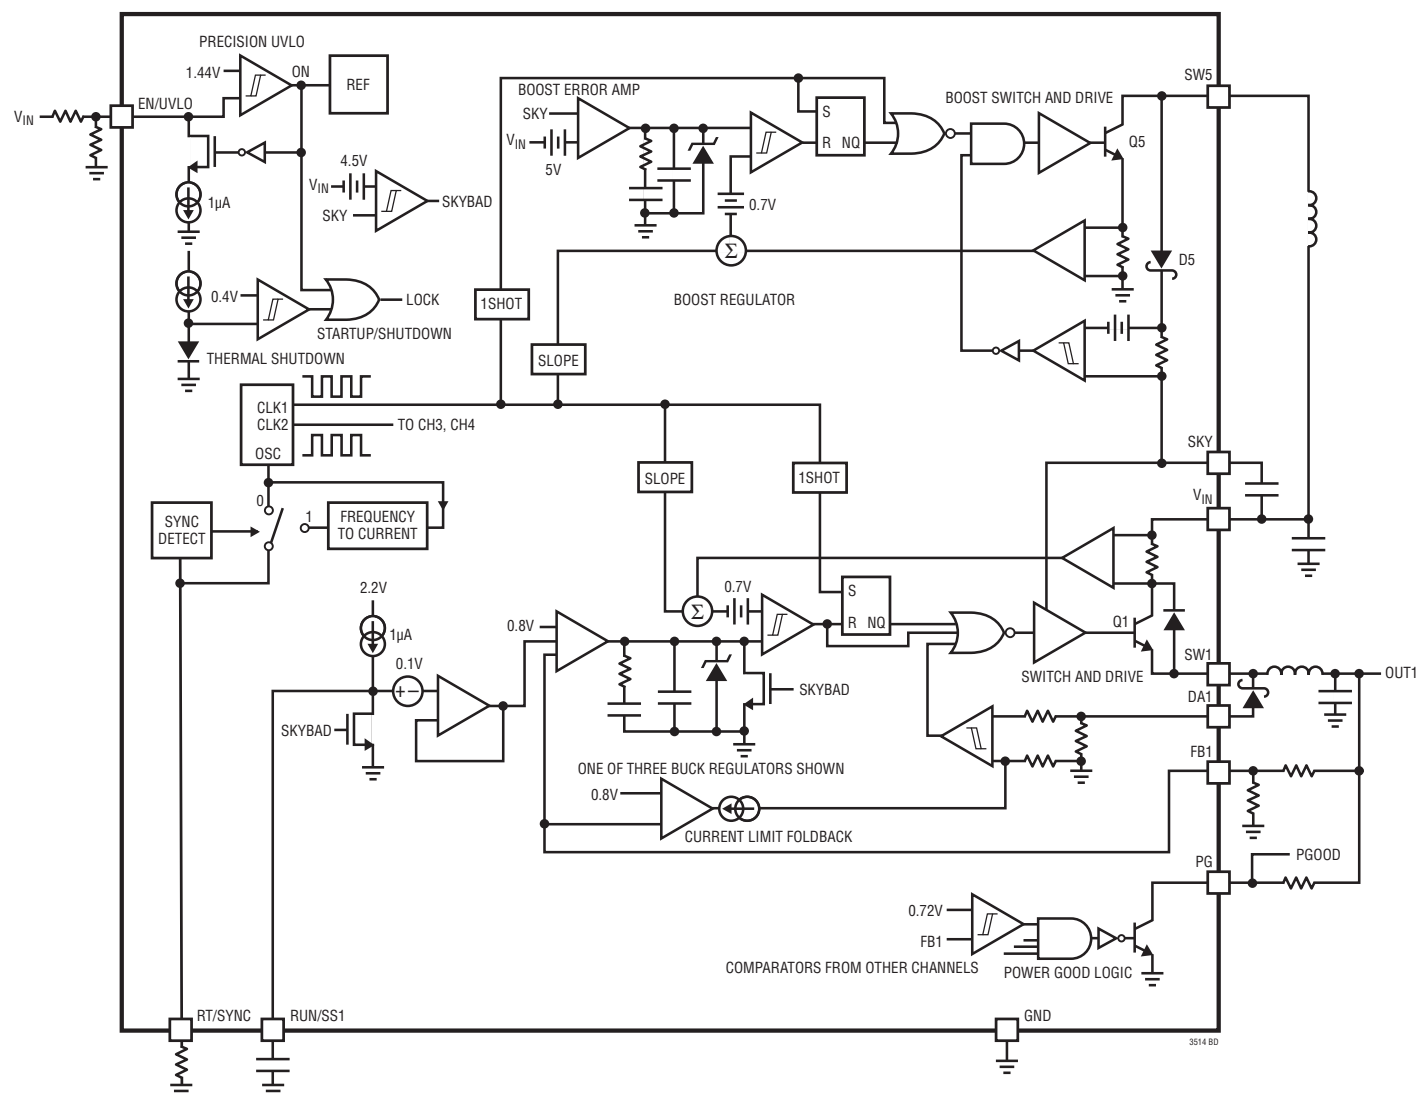 PRECISION UVLO
1.44V
ON
REF
EN/UVLO
VIN
1µA
4.5V
VIN
SKY
SKYBAD
0.4V
LOCK
STARTUP/SHUTDOWN
THERMAL SHUTDOWN
BOOST ERROR AMP
SKY
VIN
5V
0.7V
Σ
S
R NQ
BOOST SWITCH AND DRIVE
Q5
SW5
D5
BOOST REGULATOR
1SHOT
SLOPE
CLK1
CLK2
OSC
TO CH3, CH4
SYNC
DETECT
0
1
FREQUENCY
TO CURRENT
SLOPE
1SHOT
SKY
VIN
2.2V
1µA
0.1V
+−
SKYBAD
0.8V
Σ
0.7V
S
R NQ
SKYBAD
Q1
SWITCH AND DRIVE
SW1
OUT1
DA1
FB1
ONE OF THREE BUCK REGULATORS SHOWN
0.8V
CURRENT LIMIT FOLDBACK
PG
PGOOD
0.72V
FB1
COMPARATORS FROM OTHER CHANNELS
POWER GOOD LOGIC
RT/SYNC
RUN/SS1
GND
3514 BD